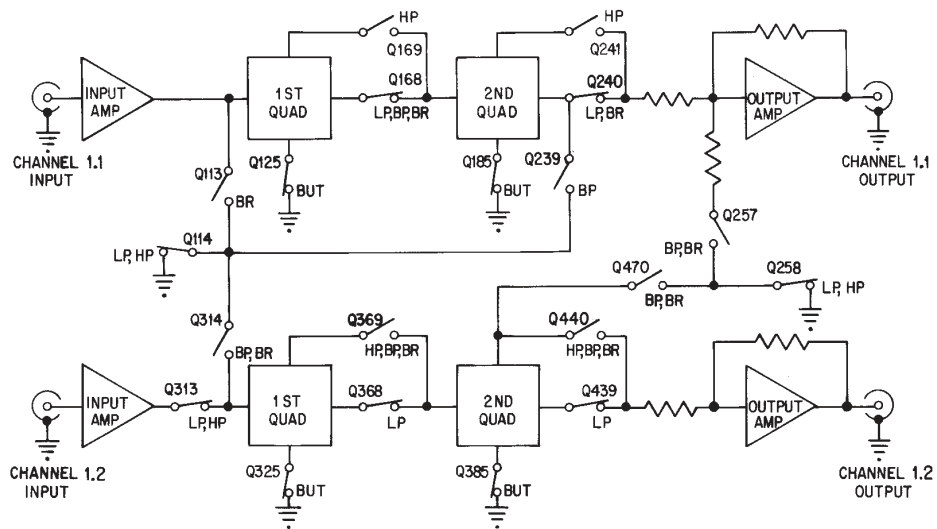 HP
Q169
Q168
LP,BP,BR
HP
Q241
Q240
LP,BR
INPUT
AMP
1ST
QUAD
2ND
QUAD
OUTPUT
AMP
CHANNEL 1.1
INPUT
Q113
BR
Q125
BUT
Q185
BUT
Q239
BP
CHANNEL 1.1
OUTPUT
Q114
LP, HP
Q257
BP,BR
Q470
BP,BR
Q258
LP, HP
Q314
BP,BR
Q369
HP,BP,BR
Q440
HP,BP,BR
INPUT
AMP
Q313
LP,HP
1ST
QUAD
Q368
LP
2ND
QUAD
Q439
LP
OUTPUT
AMP
CHANNEL 1.2
INPUT
Q325
BUT
Q385
BUT
CHANNEL 1.2
OUTPUT